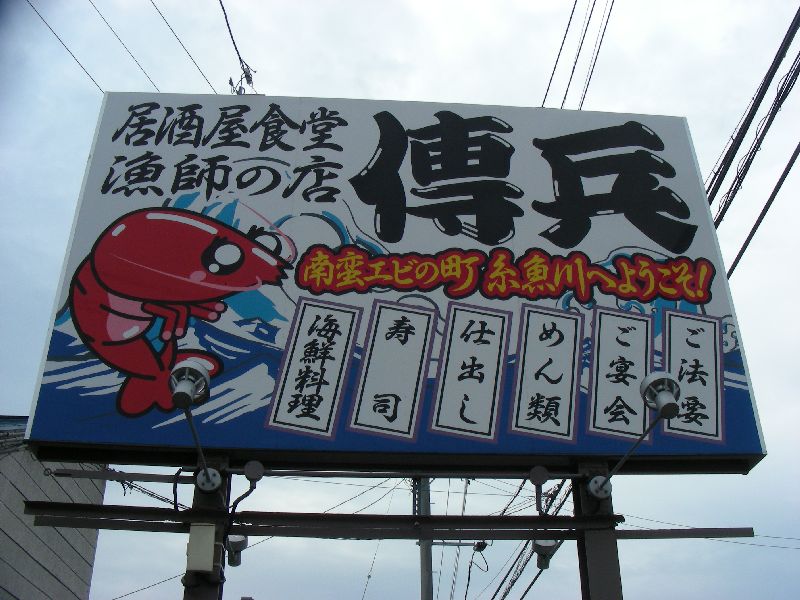 居酒屋食堂
漁師の店
傳兵
南蛮エビの町 糸魚川へようこそ!
海鮮料理
寿司
仕出し
めん類
ご宴会
ご法要